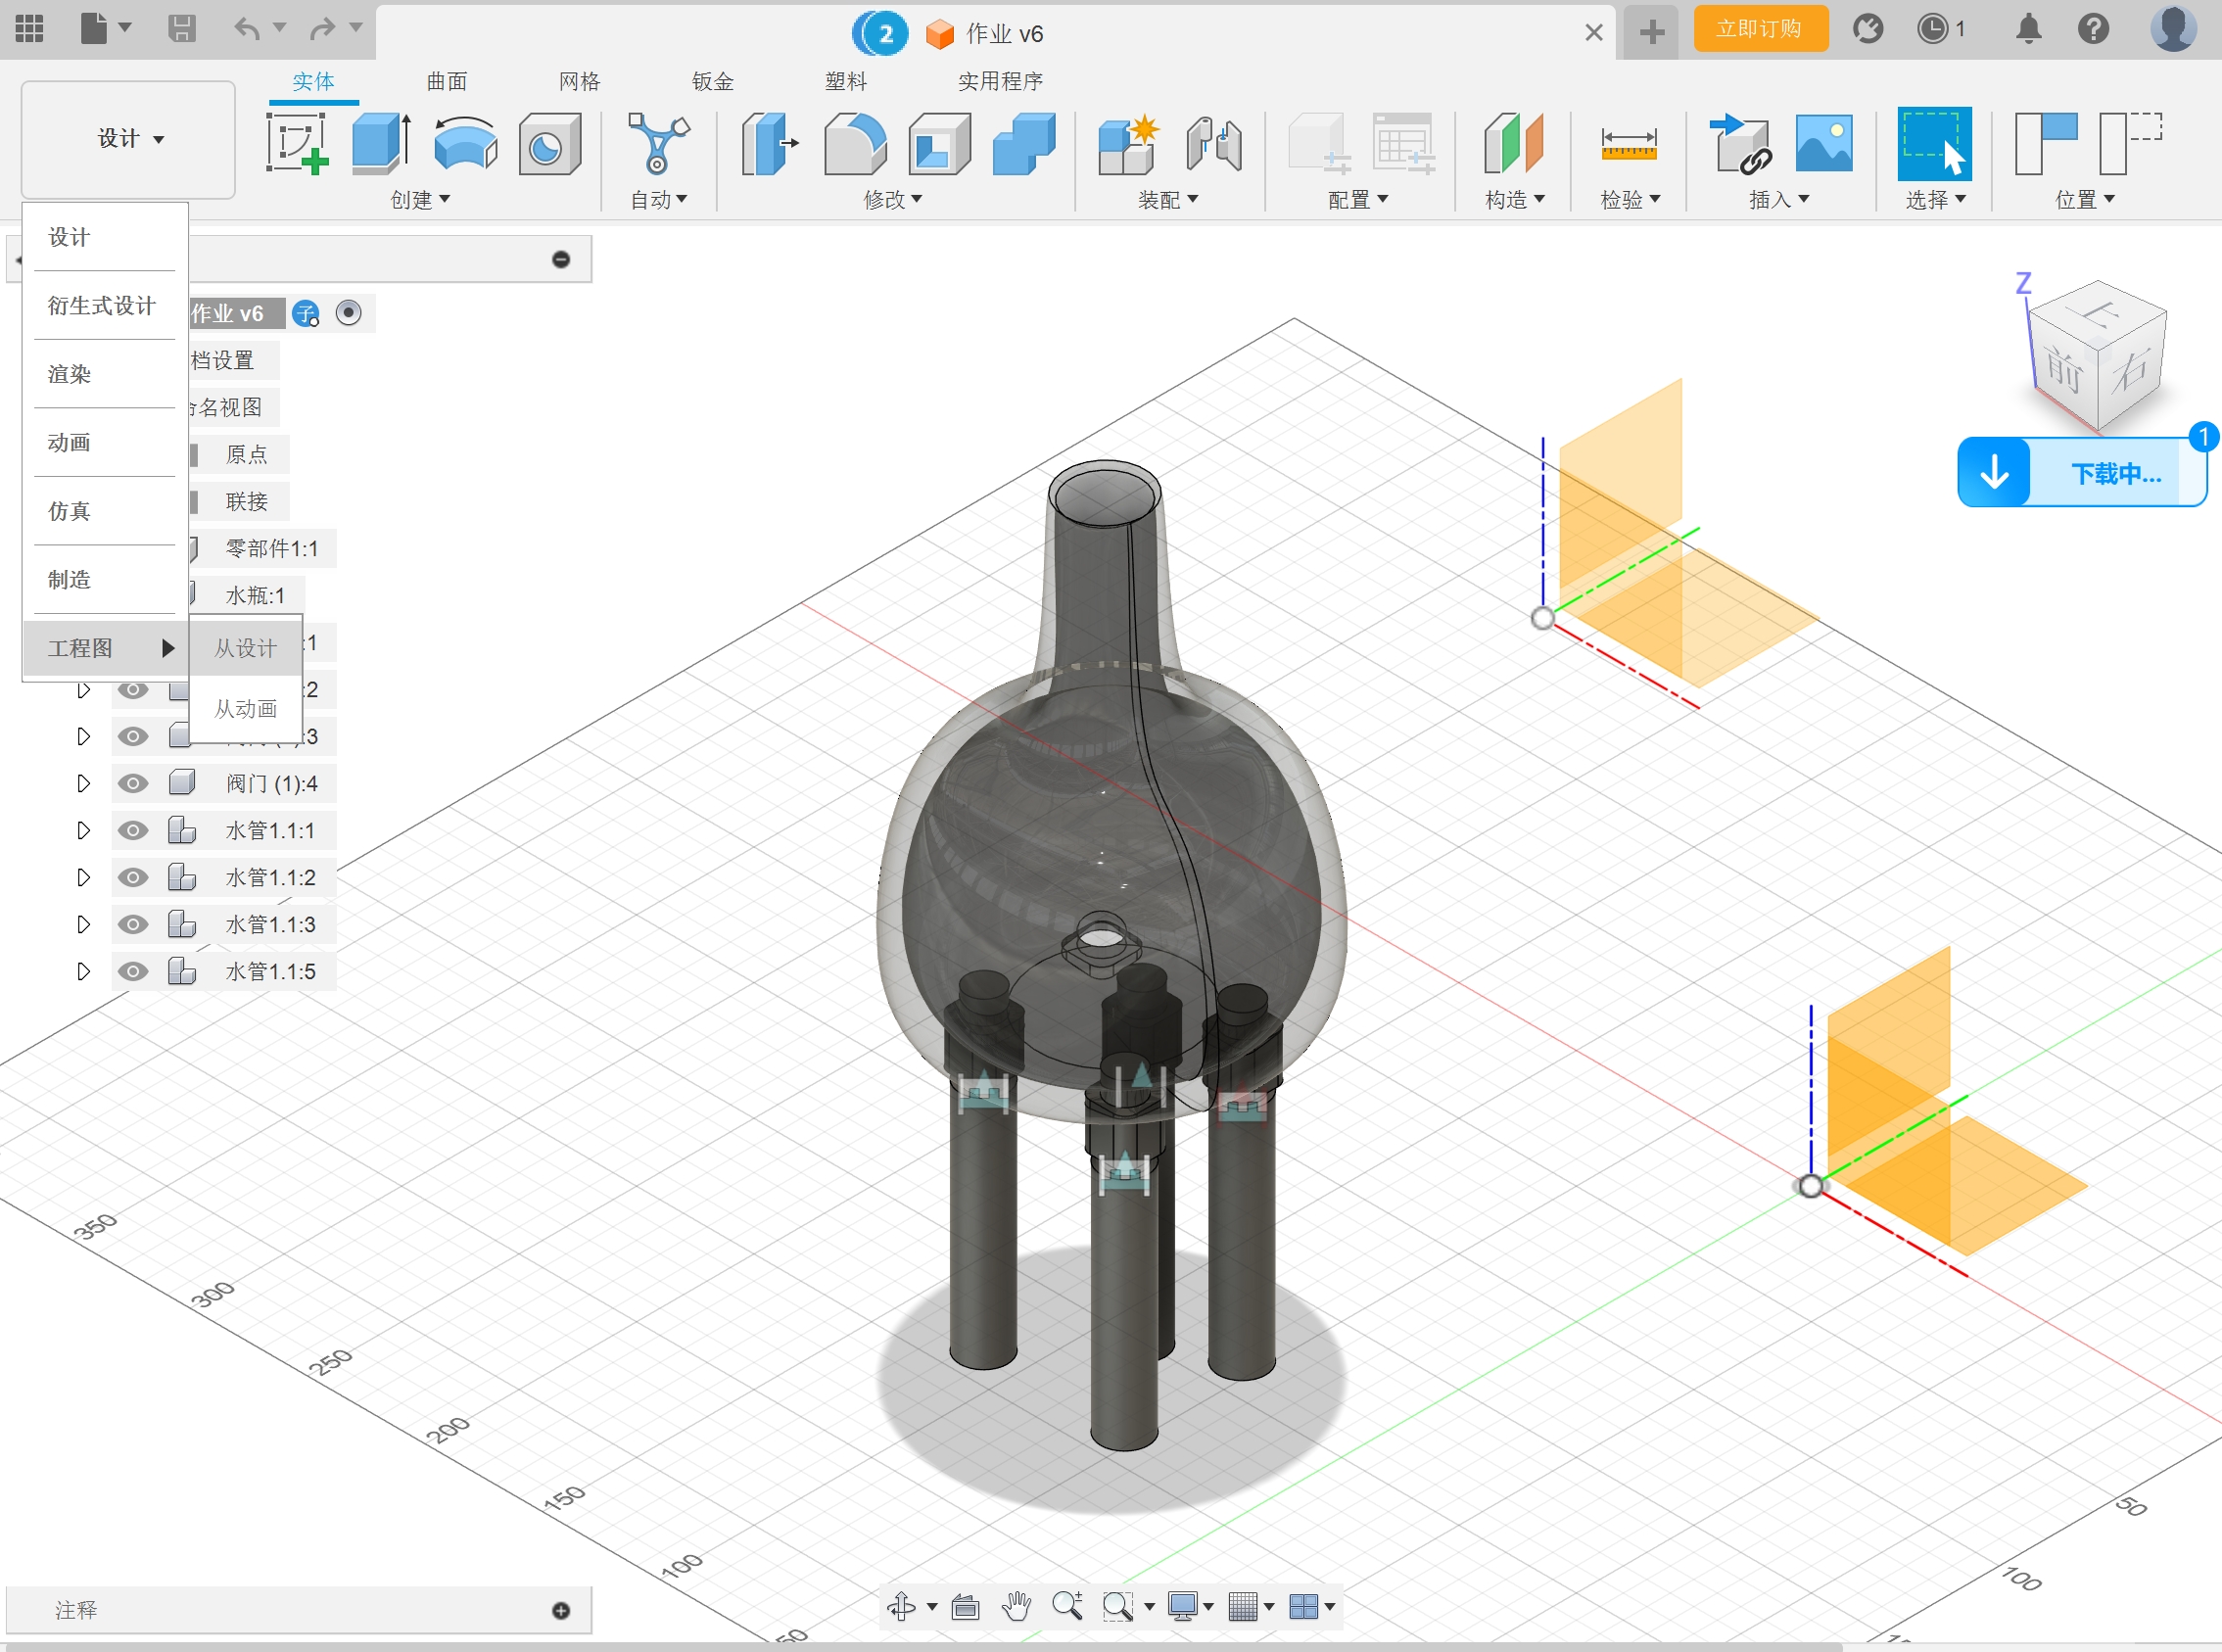 2
作业 v6
立即订购
1
实体
曲面
网格
钣金
塑料
实用程序
设计
创建
自动
修改
装配
配置
构造
检验
插入
选择
位置
设计
衍生式设计
渲染
动画
仿真
制造
工程图
从设计
从动画
作业 v6
子
档设置
名视图
原点
联接
零部件1:1
水瓶:1
:1
:2
:3
阀门 (1):4
水管1.1:1
水管1.1:2
水管1.1:3
水管1.1:5
Z
上
前
右
1
下载中...
350
300
250
200
150
100
50
50
100
注释